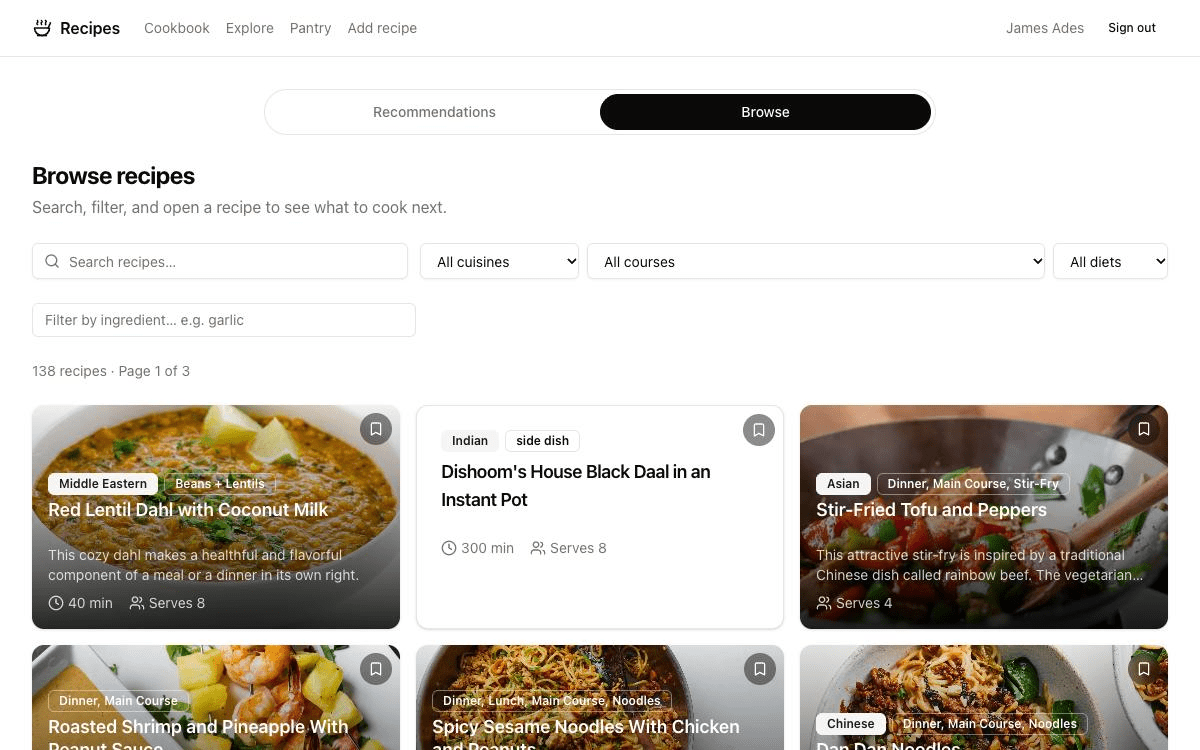 Recipes Cookbook Explore Pantry Add recipe James Ades Sign out
Recommendations Browse
Browse recipes
Search, filter, and open a recipe to see what to cook next.
Search recipes... All cuisines All courses All diets
Filter by ingredient... e.g. garlic
138 recipes · Page 1 of 3
Middle Eastern Beans + Lentils
Red Lentil Dahl with Coconut Milk
This cozy dahl makes a healthful and flavorful
component of a meal or a dinner in its own right.
40 min Serves 8
Indian side dish
Dishoom's House Black Daal in an
Instant Pot
300 min Serves 8
Asian Dinner, Main Course, Stir-Fry
Stir-Fried Tofu and Peppers
This attractive stir-fry is inspired by a traditional
Chinese dish called rainbow beef. The vegetarian...
Serves 4
Dinner, Main Course
Roasted Shrimp and Pineapple With
Peanut Sauce
Dinner, Lunch, Main Course, Noodles
Spicy Sesame Noodles With Chicken
and Peanuts
Chinese Dinner, Main Course, Noodles
Dan Dan Noodles